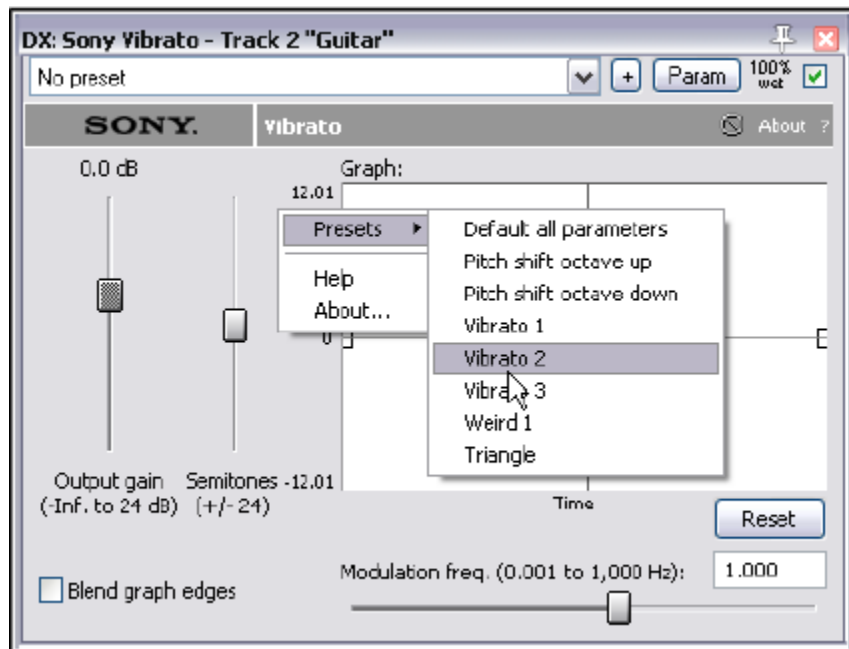 DX: Sony Vibrato - Track 2 "Guitar"
No preset
+
Param
100% wet
SONY.
Vibrato
About ?
0.0 dB
Graph:
12.01
Presets
Help
About...
Default all parameters
Pitch shift octave up
Pitch shift octave down
Vibrato 1
Vibrato 2
Vibrato 3
Weird 1
Triangle
0
-12.01
Output gain
(-Inf. to 24 dB)
Semitones
(+/- 24)
Time
Reset
Modulation freq. (0.001 to 1,000 Hz):
1.000
Blend graph edges